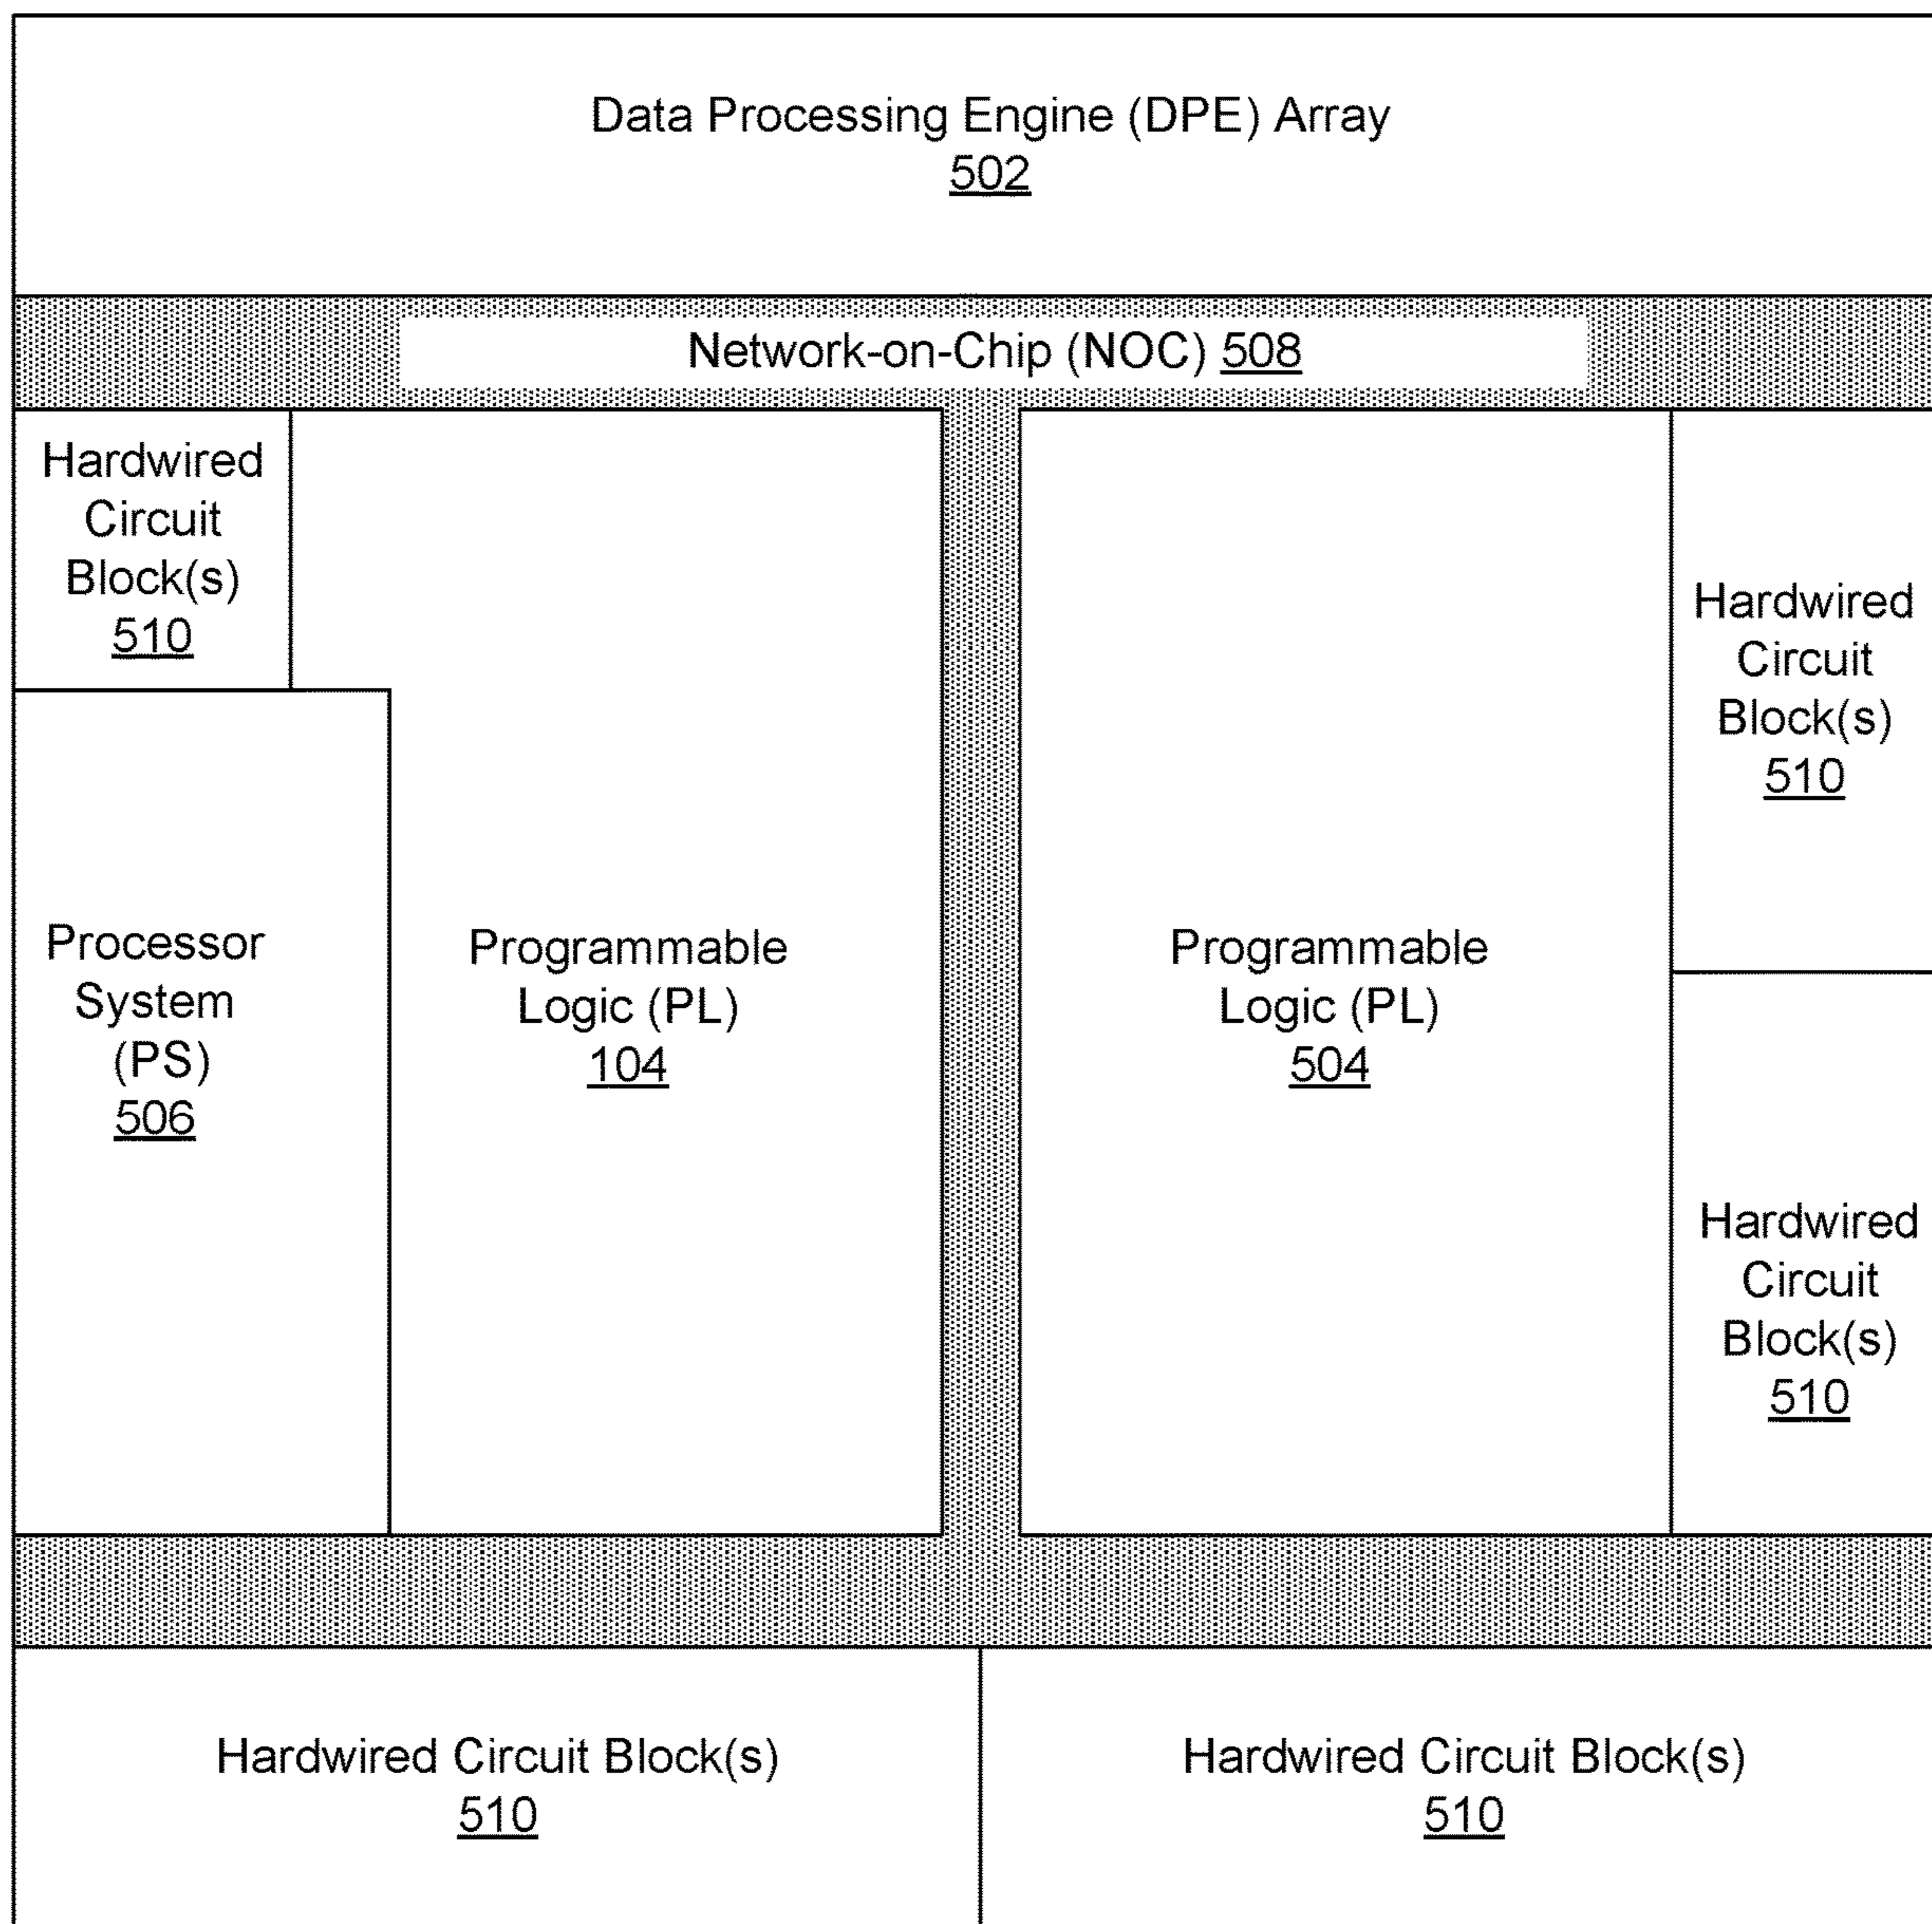 Data Processing Engine (DPE) Array
502
Network-on-Chip (NOC) 508
Hardwired
Circuit
Block(s)
510
Processor
System
(PS)
506
Programmable
Logic (PL)
104
Programmable
Logic (PL)
504
Hardwired
Circuit
Block(s)
510
Hardwired
Circuit
Block(s)
510
Hardwired Circuit Block(s)
510
Hardwired Circuit Block(s)
510